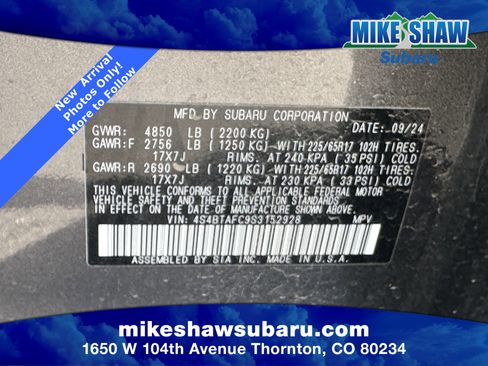 MIKE SHAW
Subaru
New Arrival
Photos Only!
More to Follow!
MFD BY SUBARU CORPORATION
GVWR: 4850 LB (2200 KG) DATE: 09/24
GAWR:F 2756 LB (1250 KG)-WITH 225/65R17 102H TIRES.
17X7J RIMS. AT 240 KPA (35 PSI) COLD
GAWR:R 2690 LB (1220 KG)-WITH 225/65R17 102H TIRES.
17X7J RIMS. AT 230 KPA (33 PSI) COLD
THIS VEHICLE CONFORMS TO ALL APPLICABLE FEDERAL MOTOR
VEHICLE SAFETY AND THEFT PREVENTION STANDARDS IN
EFFECT ON THE DATE OF MANUFACTURE SHOWN ABOVE.
VIN: 4S4BTAFC9S3152928 MPV
ASSEMBLED BY SIA INC. MADE IN U.S.A.
mikeshawsubaru.com
1650 W 104th Avenue Thornton, CO 80234